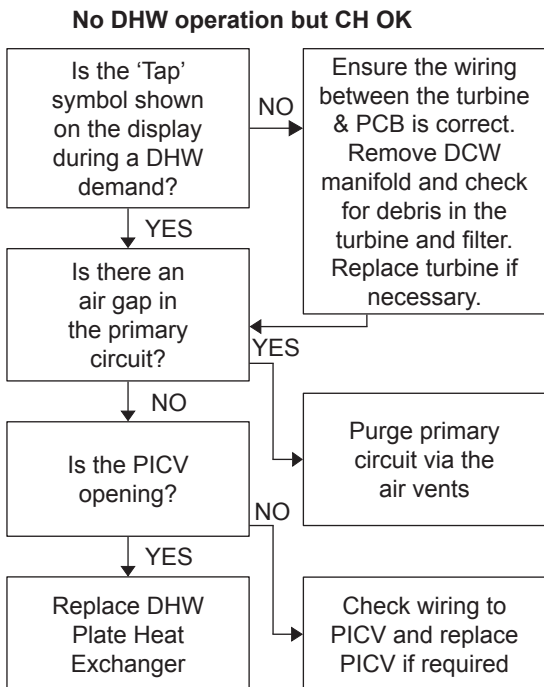 No DHW operation but CH OK
Is the ‘Tap’
symbol shown
on the display
during a DHW
demand?
NO
Ensure the wiring
between the turbine
& PCB is correct.
Remove DCW
manifold and check
for debris in the
turbine and filter.
Replace turbine if
necessary.
YES
Is there an
air gap in
the primary
circuit?
YES
Purge primary
circuit via the
air vents
NO
Is the PICV
opening?
NO
Check wiring to
PICV and replace
PICV if required
YES
Replace DHW
Plate Heat
Exchanger